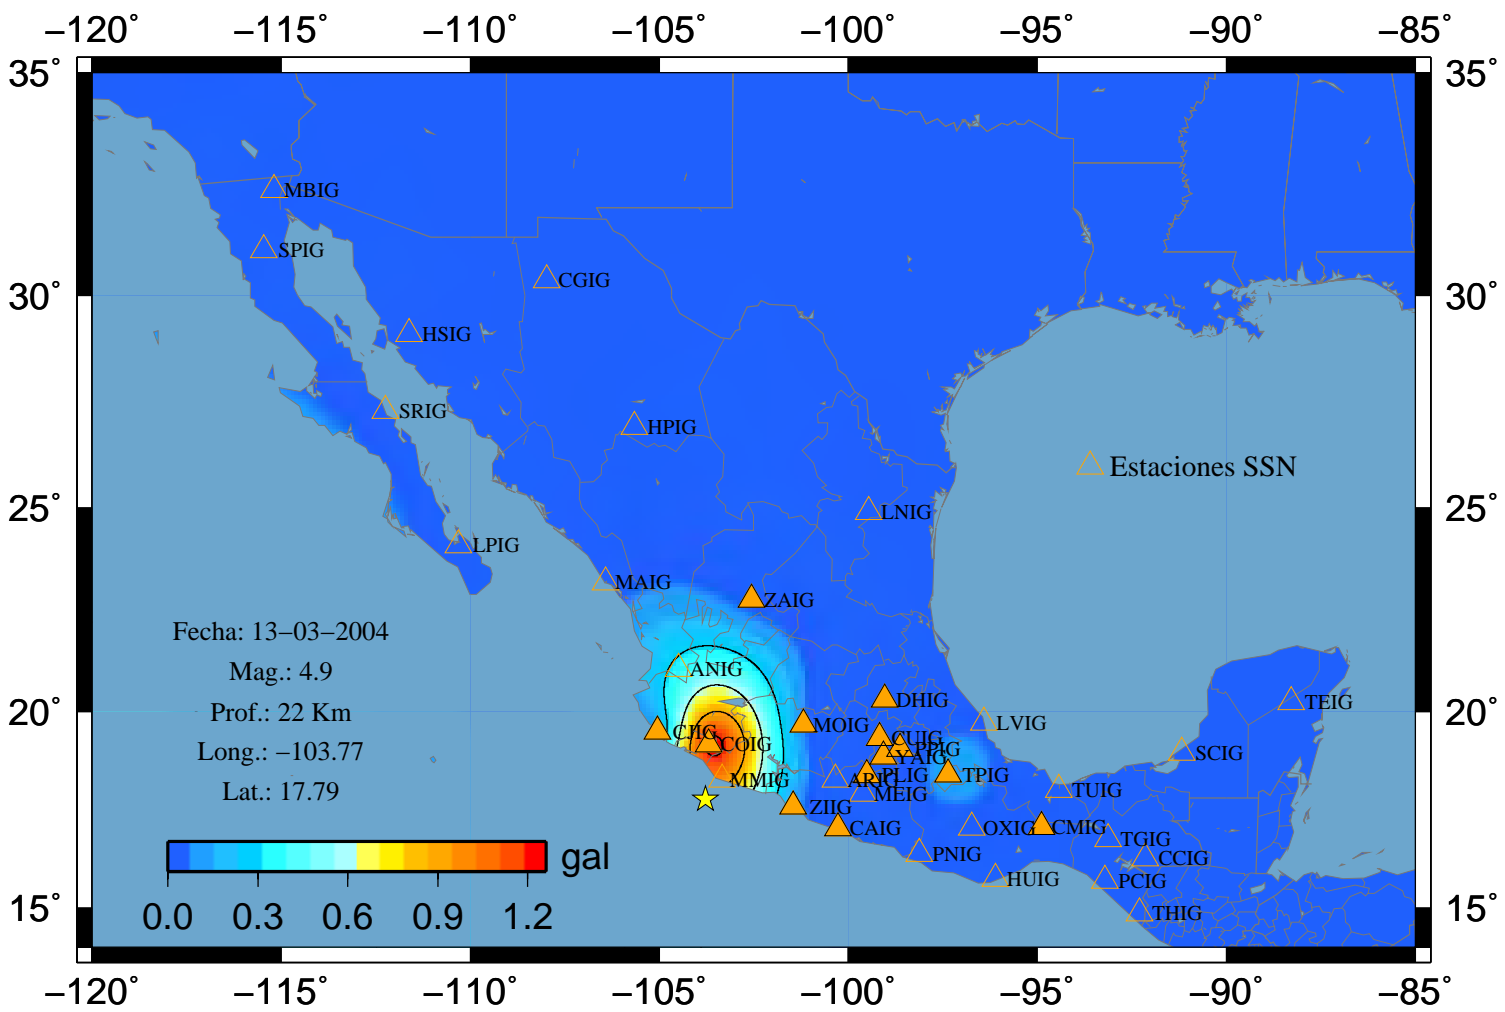 −120° −115° −110° −105° −100° −95° −90° −85°
35° 35°
MBIG
SPIG
CGIG
30° 30°
HSIG
SRIG
HPIG
Estaciones SSN
25° 25°
LNIG
LPIG
MAIG
ZAIG
Fecha: 13−03−2004
Mag.: 4.9
Prof.: 22 Km
Long.: −103.77
Lat.: 17.79
ANIG
DHIG
TEIG
20° 20°
MOIG
LVIG
CJIG
COIG
CUIG
PPIG
YAIG
SCIG
MMIG
ARIG
PLIG
TPIG
MEIG
TUIG
ZIIG
CAIG
OXIG
CMIG
TGIG
PNIG
CCIG
HUIG
PCIG
THIG
gal
0.0 0.3 0.6 0.9 1.2
15° 15°
−120° −115° −110° −105° −100° −95° −90° −85°